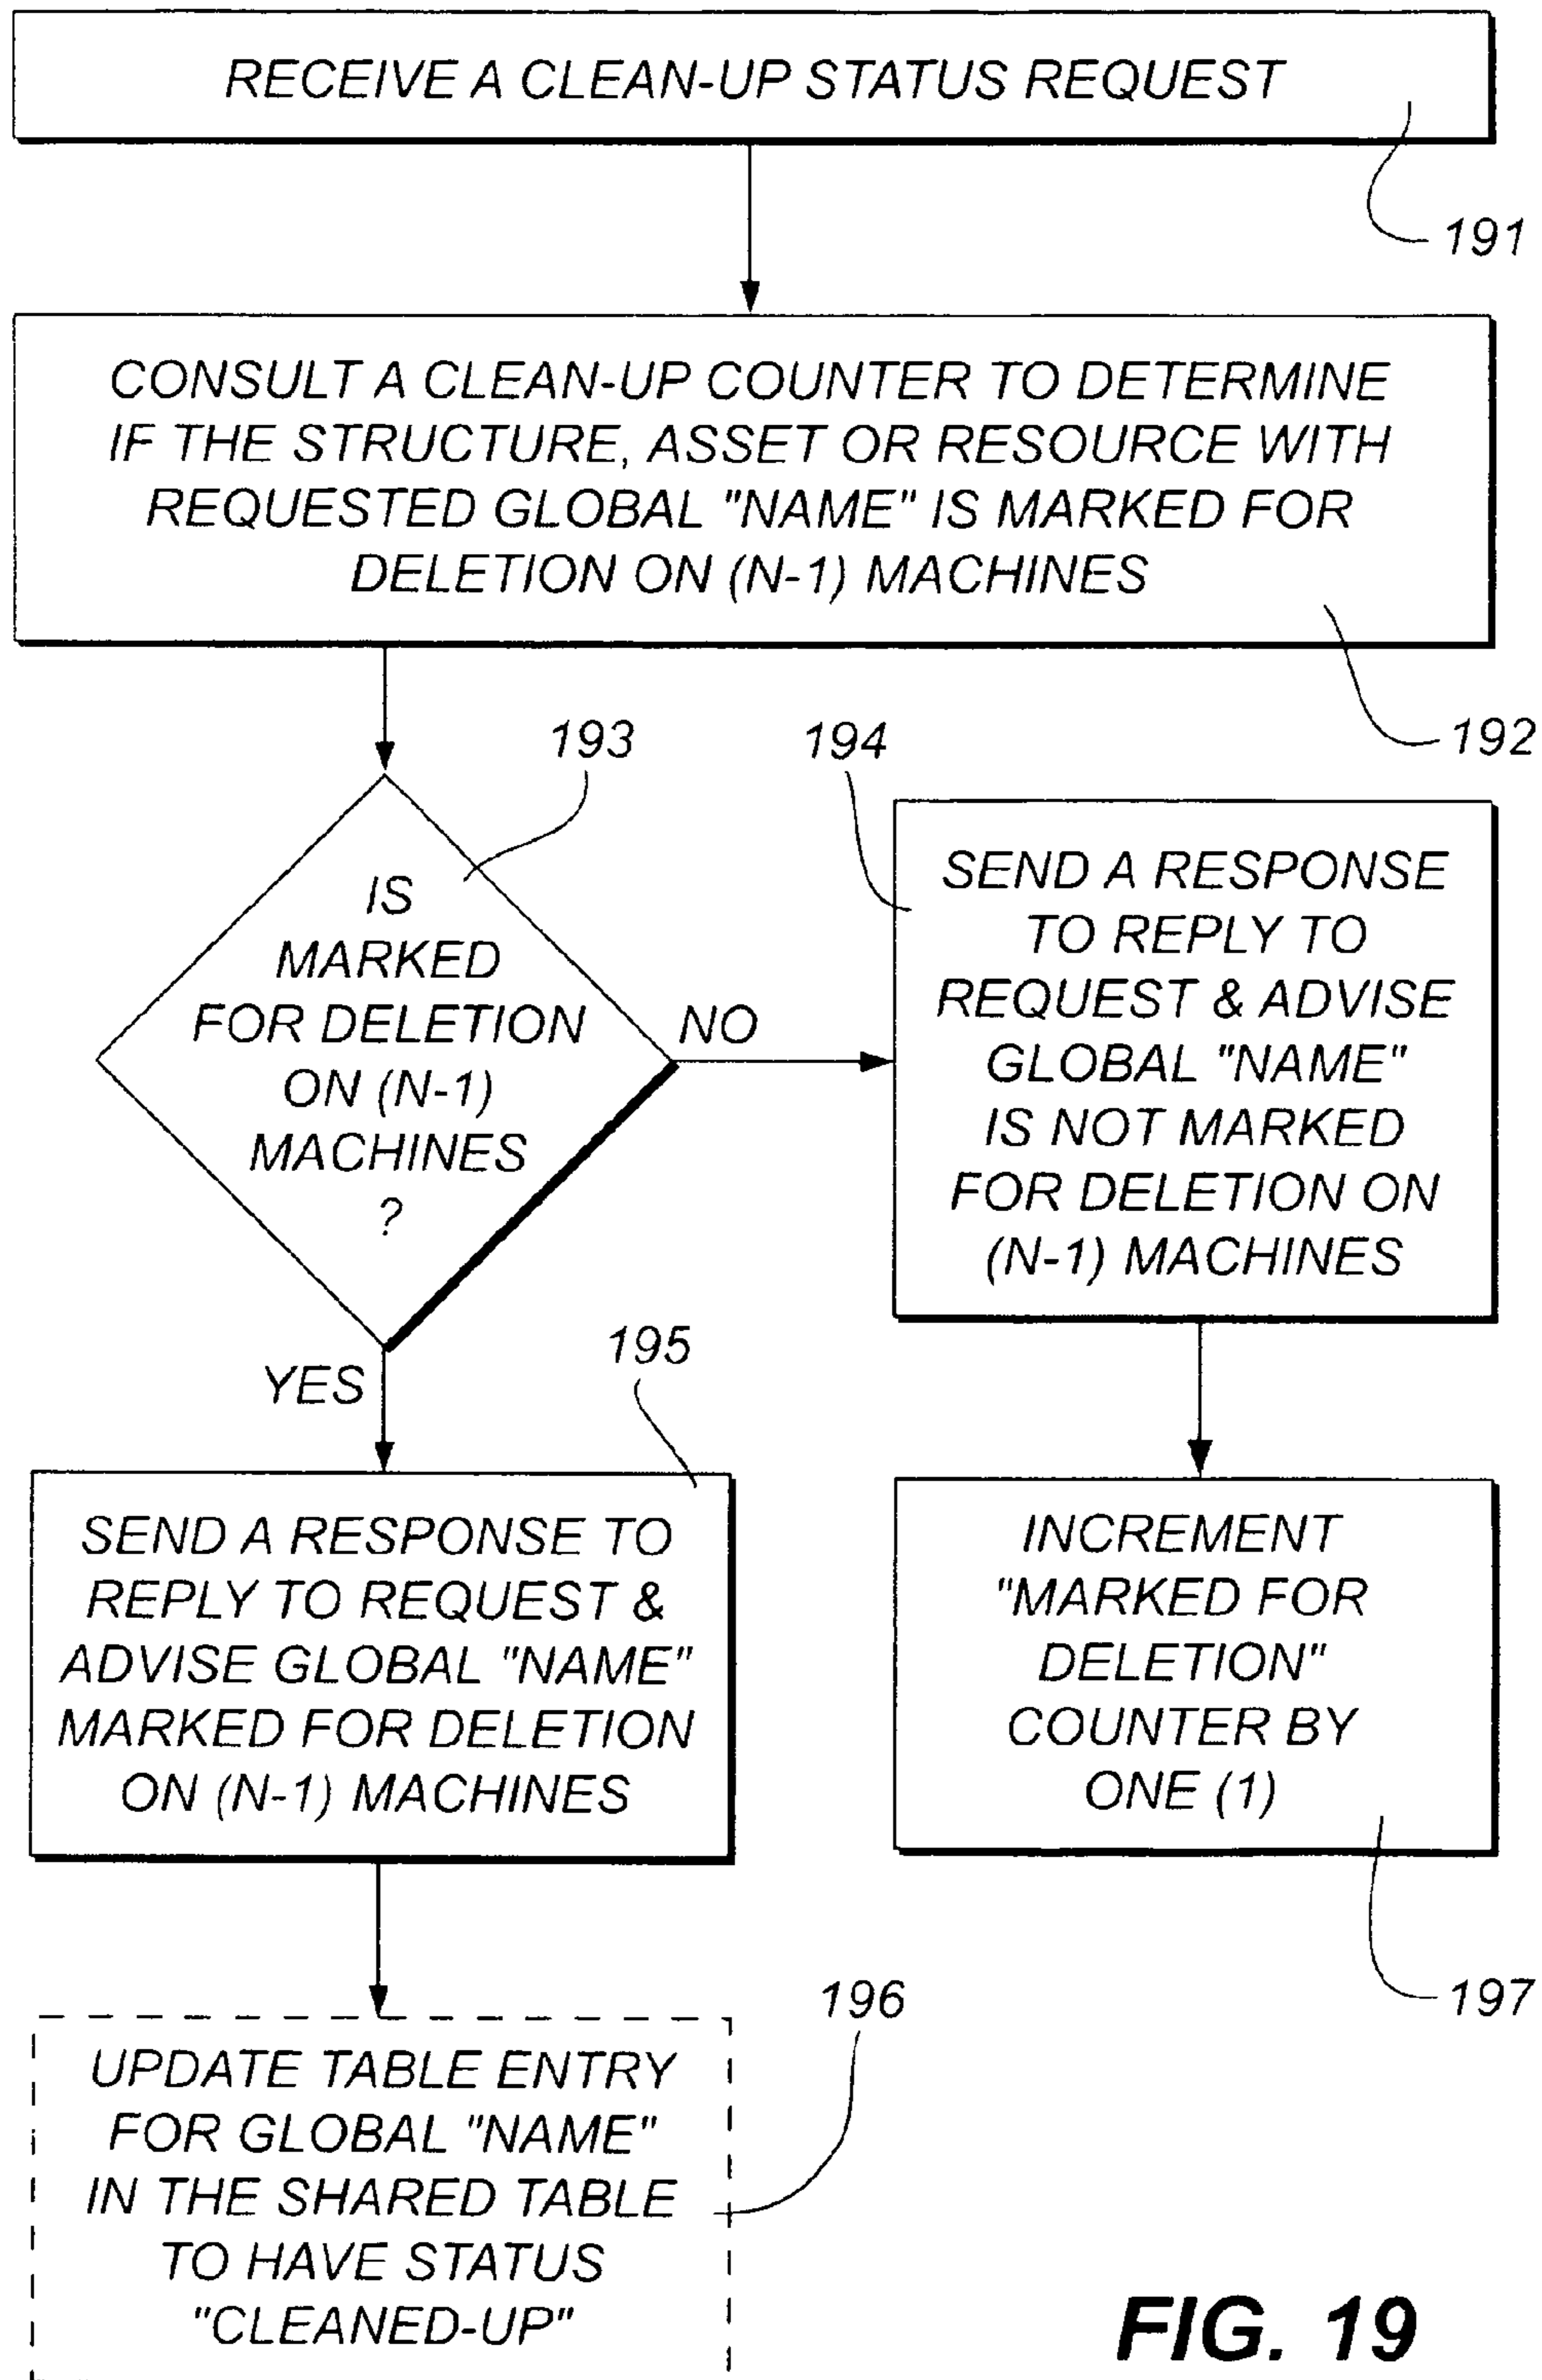 RECEIVE A CLEAN-UP STATUS REQUEST
191
CONSULT A CLEAN-UP COUNTER TO DETERMINE
IF THE STRUCTURE, ASSET OR RESOURCE WITH
REQUESTED GLOBAL "NAME" IS MARKED FOR
DELETION ON (N-1) MACHINES
192
193
IS
MARKED
FOR DELETION
ON (N-1)
MACHINES
?
NO
YES
194
SEND A RESPONSE
TO REPLY TO
REQUEST & ADVISE
GLOBAL "NAME"
IS NOT MARKED
FOR DELETION ON
(N-1) MACHINES
195
SEND A RESPONSE TO
REPLY TO REQUEST &
ADVISE GLOBAL "NAME"
MARKED FOR DELETION
ON (N-1) MACHINES
INCREMENT
"MARKED FOR
DELETION"
COUNTER BY
ONE (1)
197
196
UPDATE TABLE ENTRY
FOR GLOBAL "NAME"
IN THE SHARED TABLE
TO HAVE STATUS
"CLEANED-UP"
FIG. 19